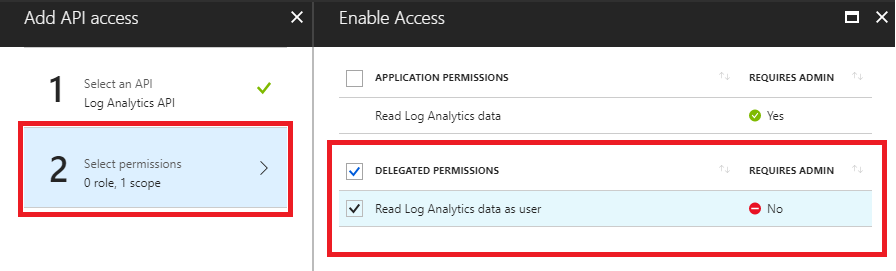 Add API access
1
Select an API
Log Analytics API
2
Select permissions
0 role, 1 scope
Enable Access
APPLICATION PERMISSIONS REQUIRES ADMIN
Read Log Analytics data Yes
DELEGATED PERMISSIONS REQUIRES ADMIN
Read Log Analytics data as user No